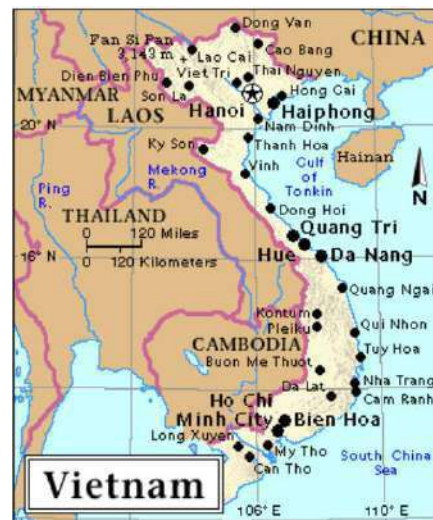 Dong Van
Fan Si Pan
3,143 m
Lao Cai
Cao Bang
CHINA
Dien Bien Phu
Viet Tri
Thai Nguyen
MYANMAR
Son La
Hanoi
Hong Cai
Haiphong
LAOS
20°N
Nam Dinh
Thanh Hoa
Ky Son
Hainan
Mekong
R.
Vinh
Gulf
of
Tonkin
Ping
R.
N
THAILAND
Dong Hoi
0 120 Miles
0 120 Kilometers
Quang Tri
Hue
Da Nang
16°N
Quang Ngai
Kontum
Pleiku
Qui Nhon
CAMBODIA
Buon Me Thuot
Tuy Hoa
Da Lat
Nha Trang
Cam Ranh
Ho Chi
Minh City
Bien Hoa
Long Xuyen
My Tho
Can Tho
South China
Sea
Vietnam
106°E
110°E